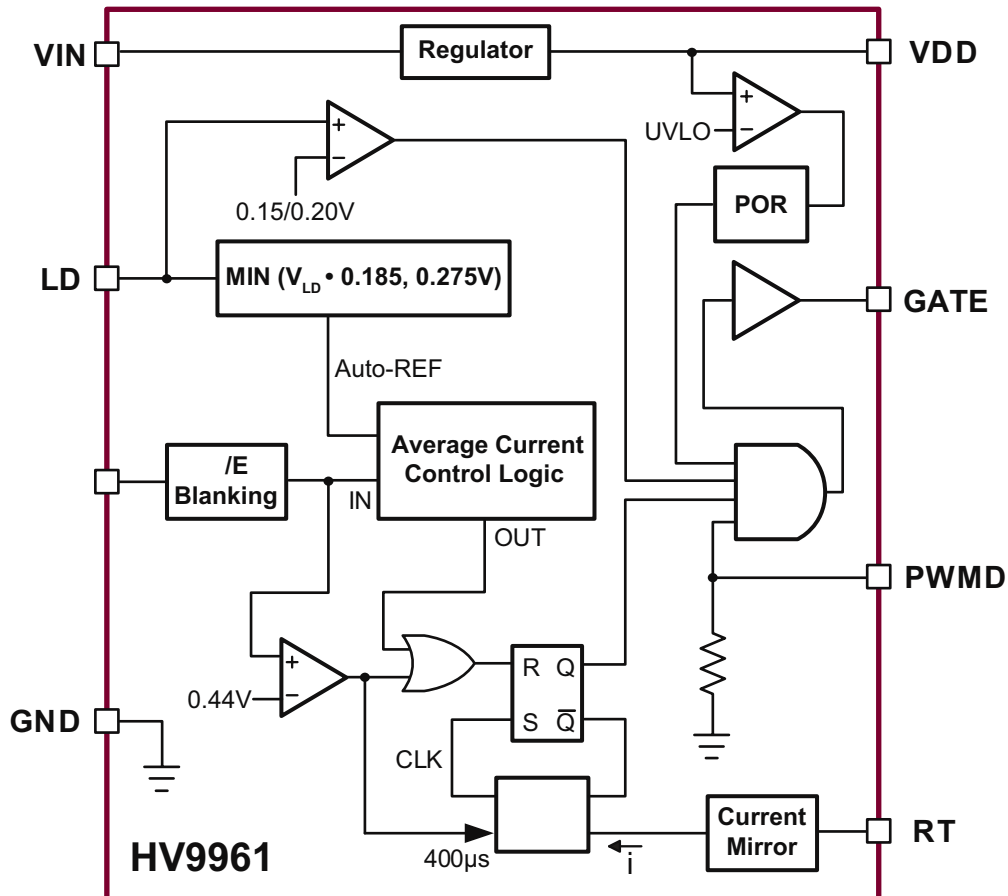 VIN
Regulator
VDD
+
-
UVLO
+
-
0.15/0.20V
POR
LD
MIN (VLD • 0.185, 0.275V)
GATE
Auto-REF
Average Current
Control Logic
/E
Blanking
IN
OUT
PWMD
+
-
0.44V
R Q
S Q̅
GND
CLK
Current
Mirror
RT
400µs
i
HV9961